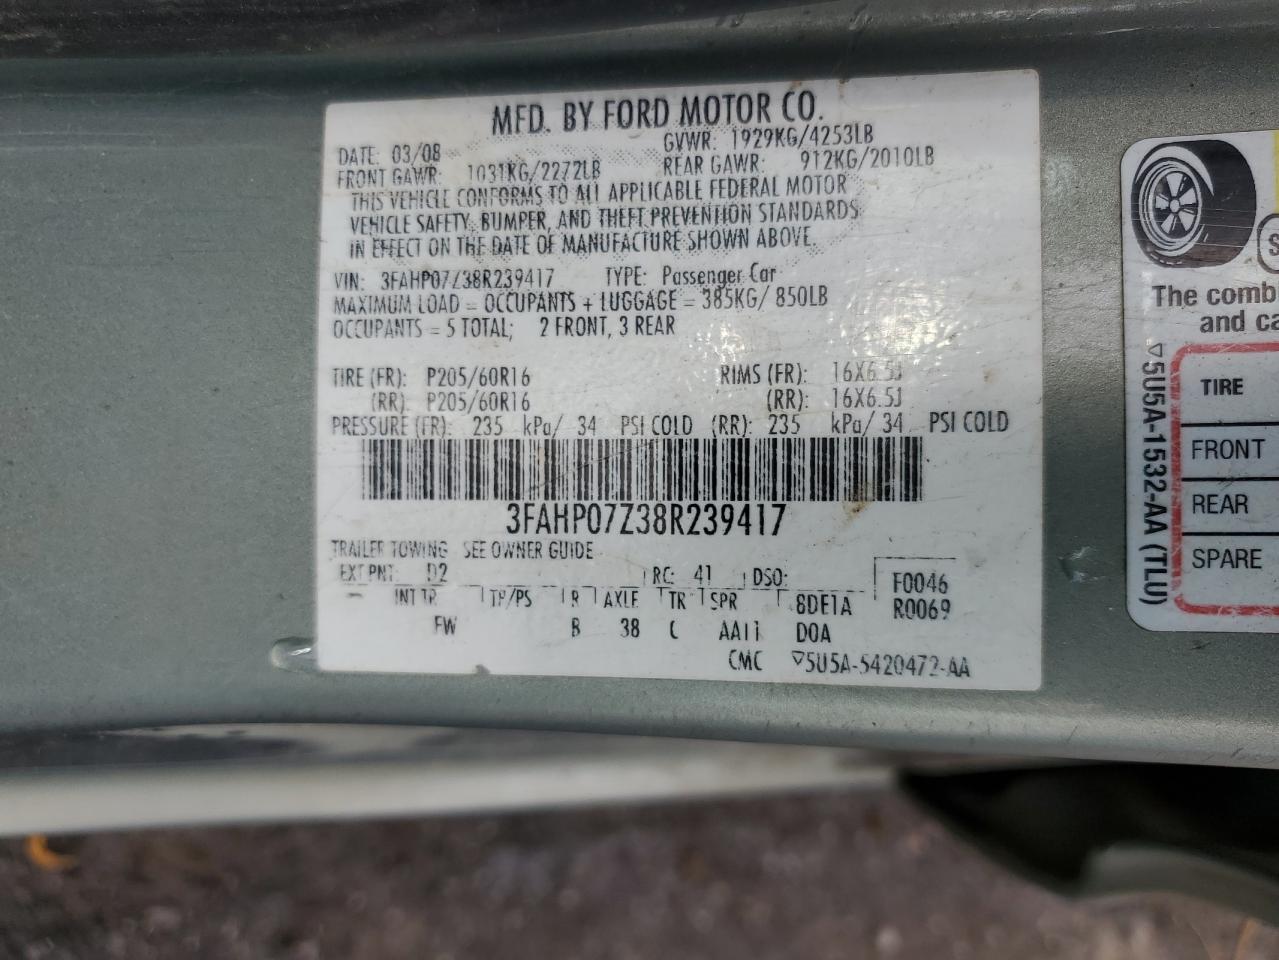 MFD. BY FORD MOTOR CO.
DATE: 03/08 GVWR: 1929KG/4253LB
FRONT GAWR: 1031KG/2272LB REAR GAWR: 912KG/2010LB
THIS VEHICLE CONFORMS TO ALL APPLICABLE FEDERAL MOTOR
VEHICLE SAFETY, BUMPER, AND THEFT PREVENTION STANDARDS
IN EFFECT ON THE DATE OF MANUFACTURE SHOWN ABOVE.
VIN: 3FAHP07Z38R239417 TYPE: Passenger Car
MAXIMUM LOAD = OCCUPANTS + LUGGAGE = 385KG/ 850LB
OCCUPANTS = 5 TOTAL; 2 FRONT, 3 REAR
TIRE (FR): P205/60R16 RIMS (FR): 16X6.5J
(RR): P205/60R16 (RR): 16X6.5J
PRESSURE (FR): 235 kPa/ 34 PSI COLD (RR): 235 kPa/ 34 PSI COLD
3FAHP07Z38R239417
TRAILER TOWING SEE OWNER GUIDE
EXT PNT: D2 RC: 41 DSO: F0046
INT TR TP/PS R AXLE TR SPR 8DE1A R0069
FW B 38 C AA11 DOA
CMC ▽5U5A-5420472-AA
The comb
and ca
TIRE
FRONT
REAR
SPARE
▽5U5A-1532-AA (TLU)